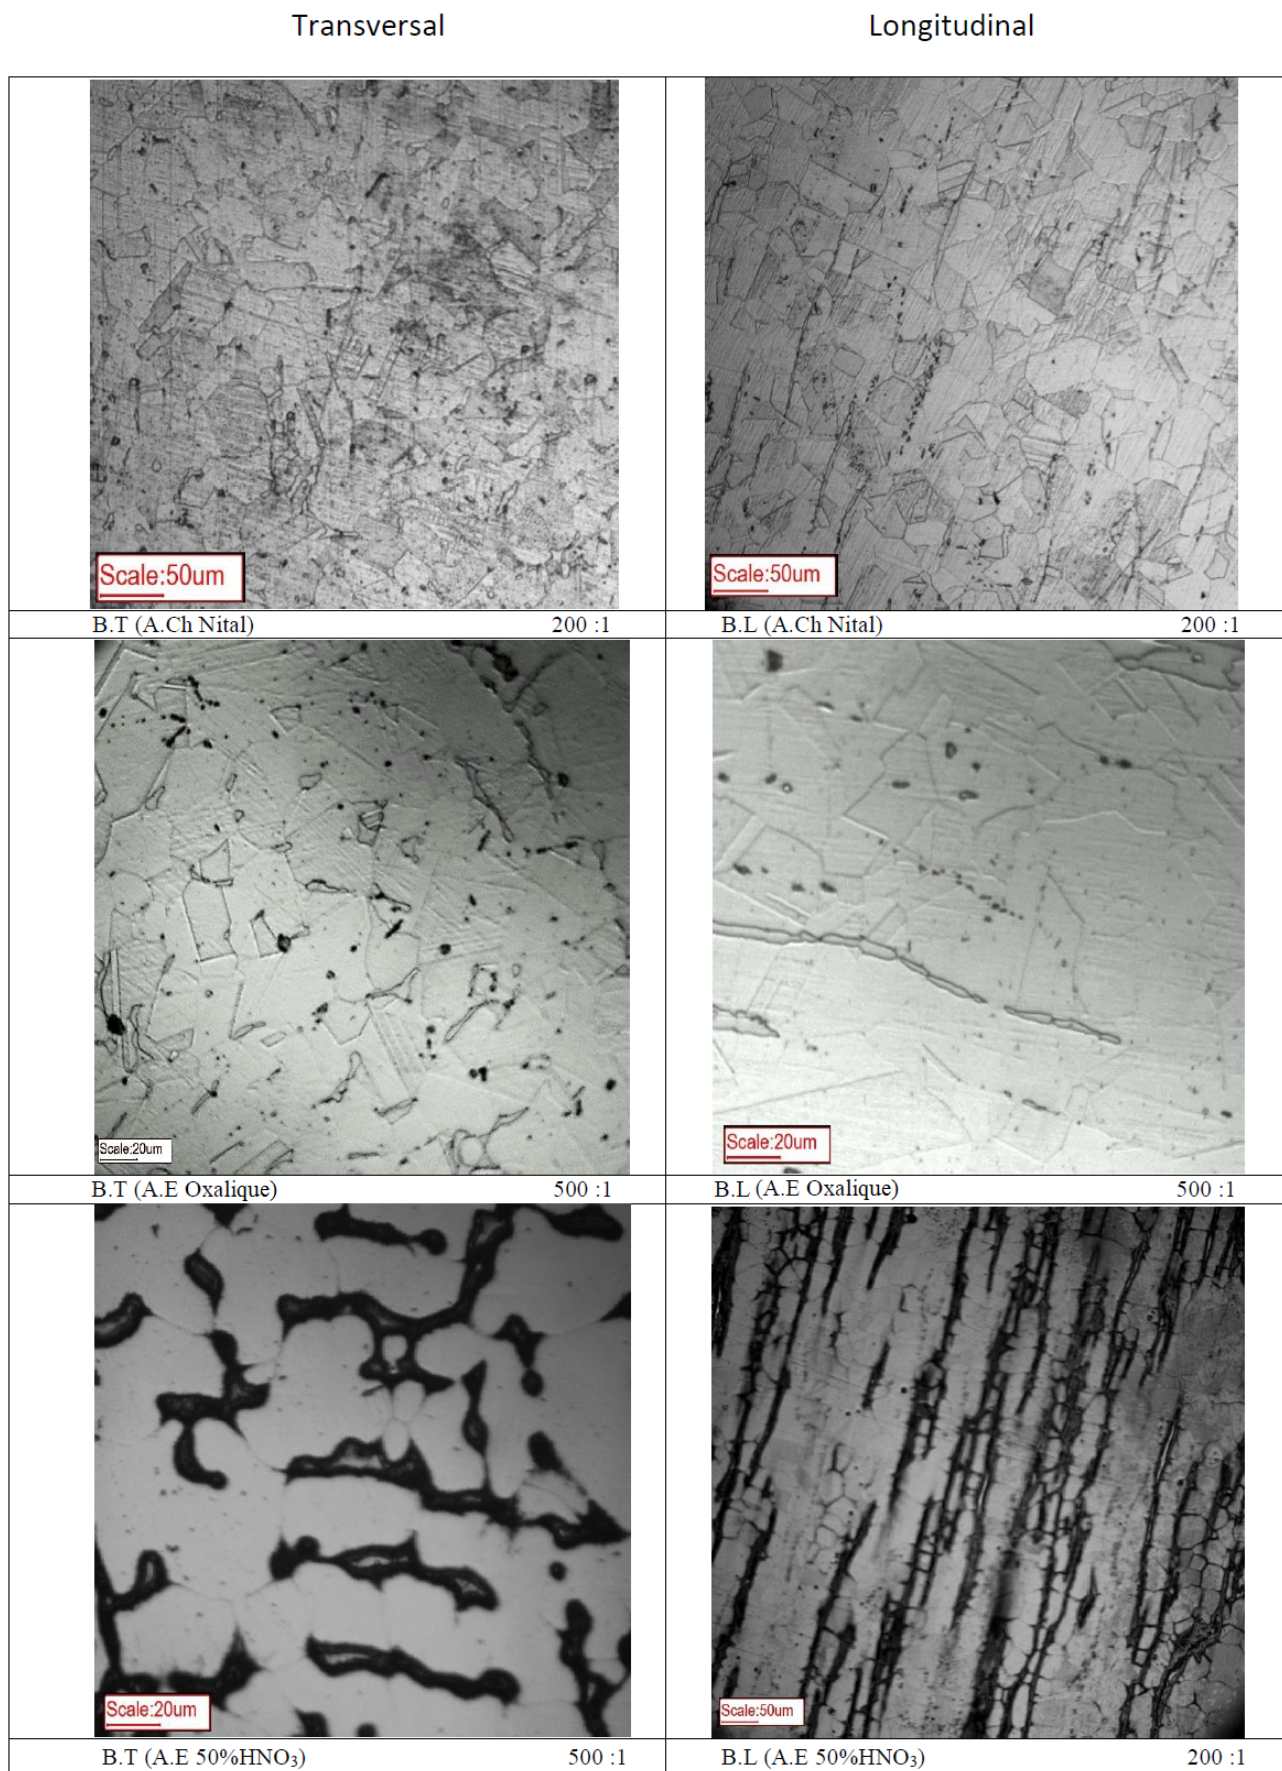 Transversal Longitudinal
Scale:50um Scale:50um
B.T (A.Ch Nital) 200 :1 B.L (A.Ch Nital) 200 :1
Scale:20um Scale:20um
B.T (A.E Oxalique) 500 :1 B.L (A.E Oxalique) 500 :1
Scale:20um Scale:50um
B.T (A.E 50%HNO₃) 500 :1 B.L (A.E 50%HNO₃) 200 :1